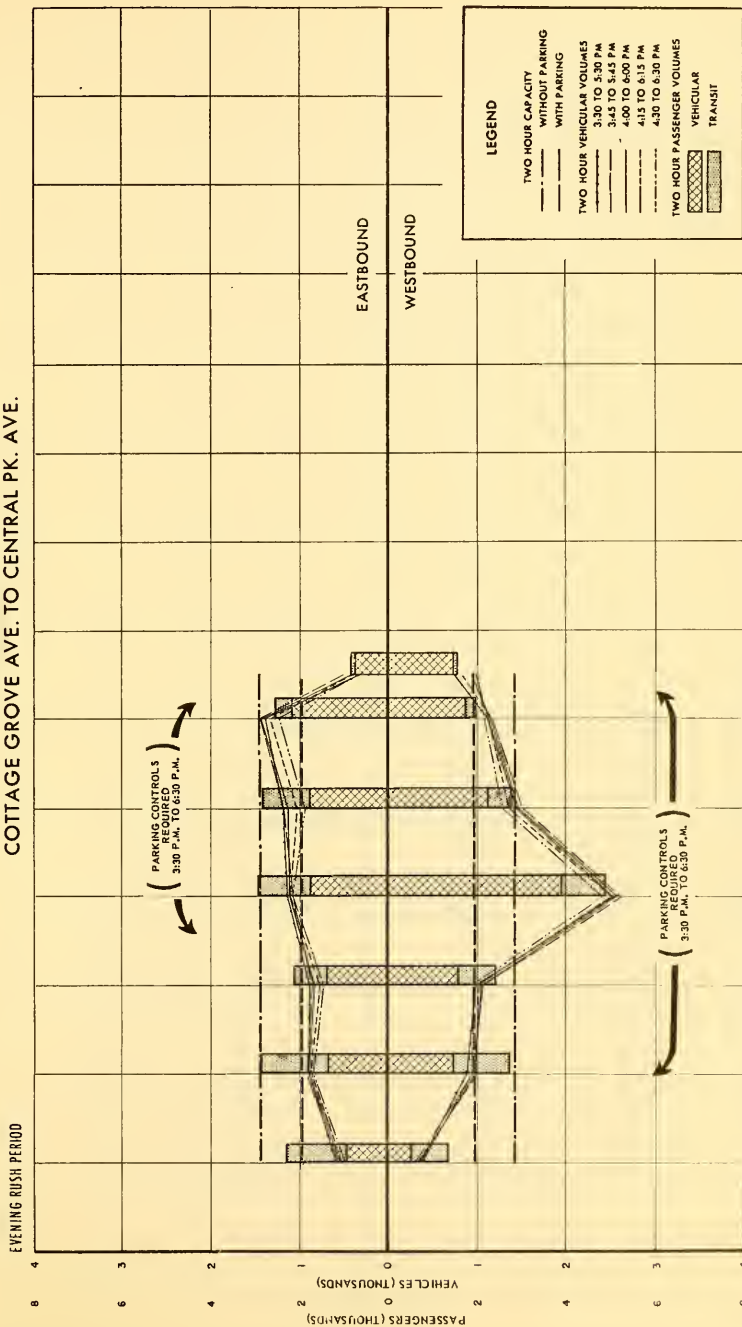 COTTAGE GROVE AVE. TO CENTRAL PK. AVE.
EVENING RUSH PERIOD
PASSENGERS (THOUSANDS)
VEHICLES (THOUSANDS)
8 4
6 3
4 2
2 1
0 0
2 1
4 2
6 3
(PARKING CONTROLS
REQUIRED
3:30 P.M. TO 6:30 P.M.)
EASTBOUND
WESTBOUND
(PARKING CONTROLS
REQUIRED
3:30 P.M. TO 6:30 P.M.)
LEGEND
TWO HOUR CAPACITY
WITHOUT PARKING
WITH PARKING
TWO HOUR VEHICULAR VOLUMES
3:30 TO 5:30 PM
3:45 TO 5:45 PM
4:00 TO 6:00 PM
4:15 TO 6:15 PM
4:30 TO 6:30 PM
TWO HOUR PASSENGER VOLUMES
VEHICULAR
TRANSIT